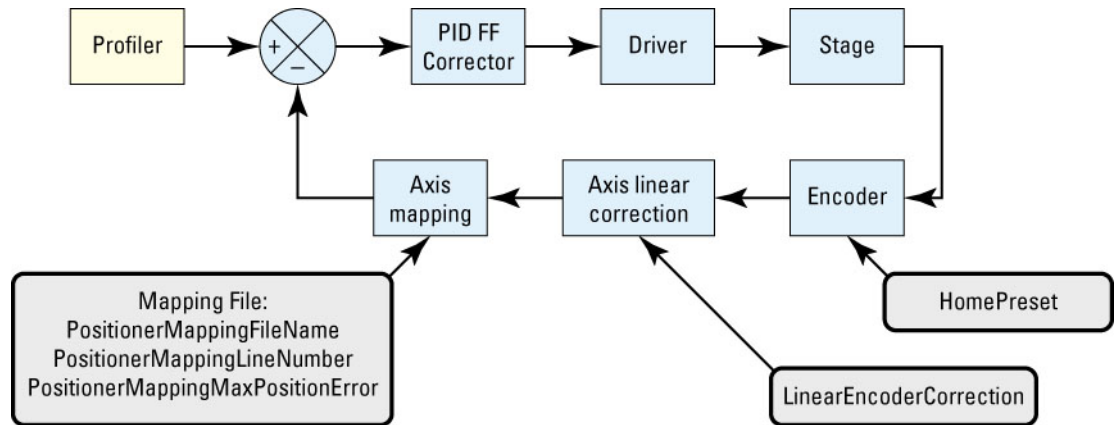 Profiler
+
−
PID FF
Corrector
Driver
Stage
Axis
mapping
Axis linear
correction
Encoder
Mapping File:
PositionerMappingFileName
PositionerMappingLineNumber
PositionerMappingMaxPositionError
HomePreset
LinearEncoderCorrection